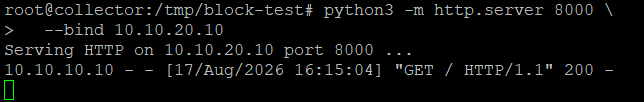 root@collector:/tmp/block-test# python3 -m http.server 8000 \
>   --bind 10.10.20.10
Serving HTTP on 10.10.20.10 port 8000 ...
10.10.10.10 - - [17/Aug/2026 16:15:04] "GET / HTTP/1.1" 200 -